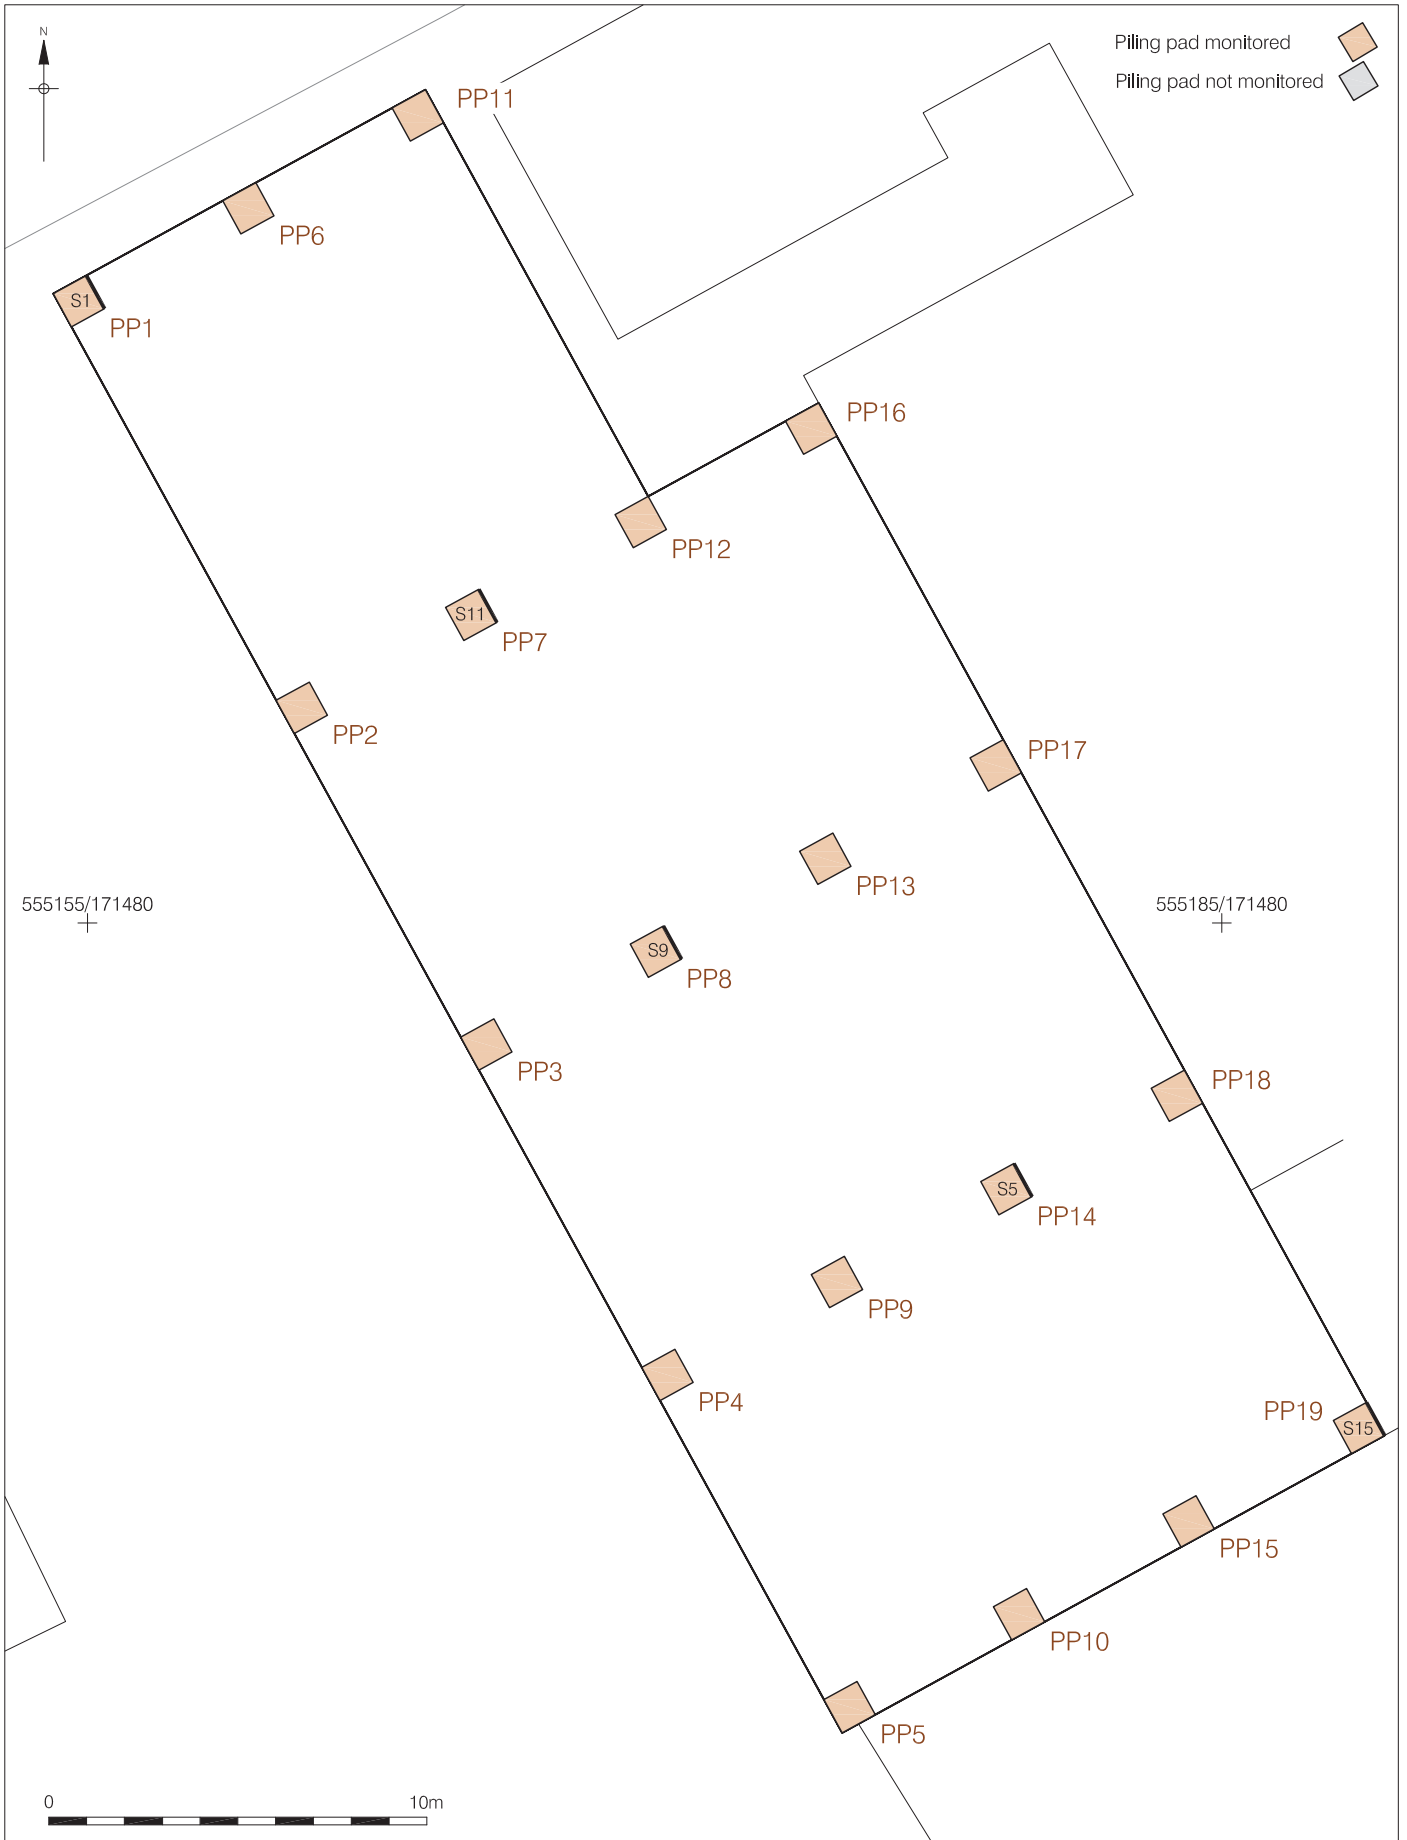 N
Piling pad monitored
Piling pad not monitored
PP11
PP6
S1
PP1
PP16
PP12
S11
PP7
PP2
PP17
PP13
555155/171480
555185/171480
S9
PP8
PP3
PP18
S5
PP14
PP9
PP4
PP19
S15
PP15
PP10
PP5
0
10m